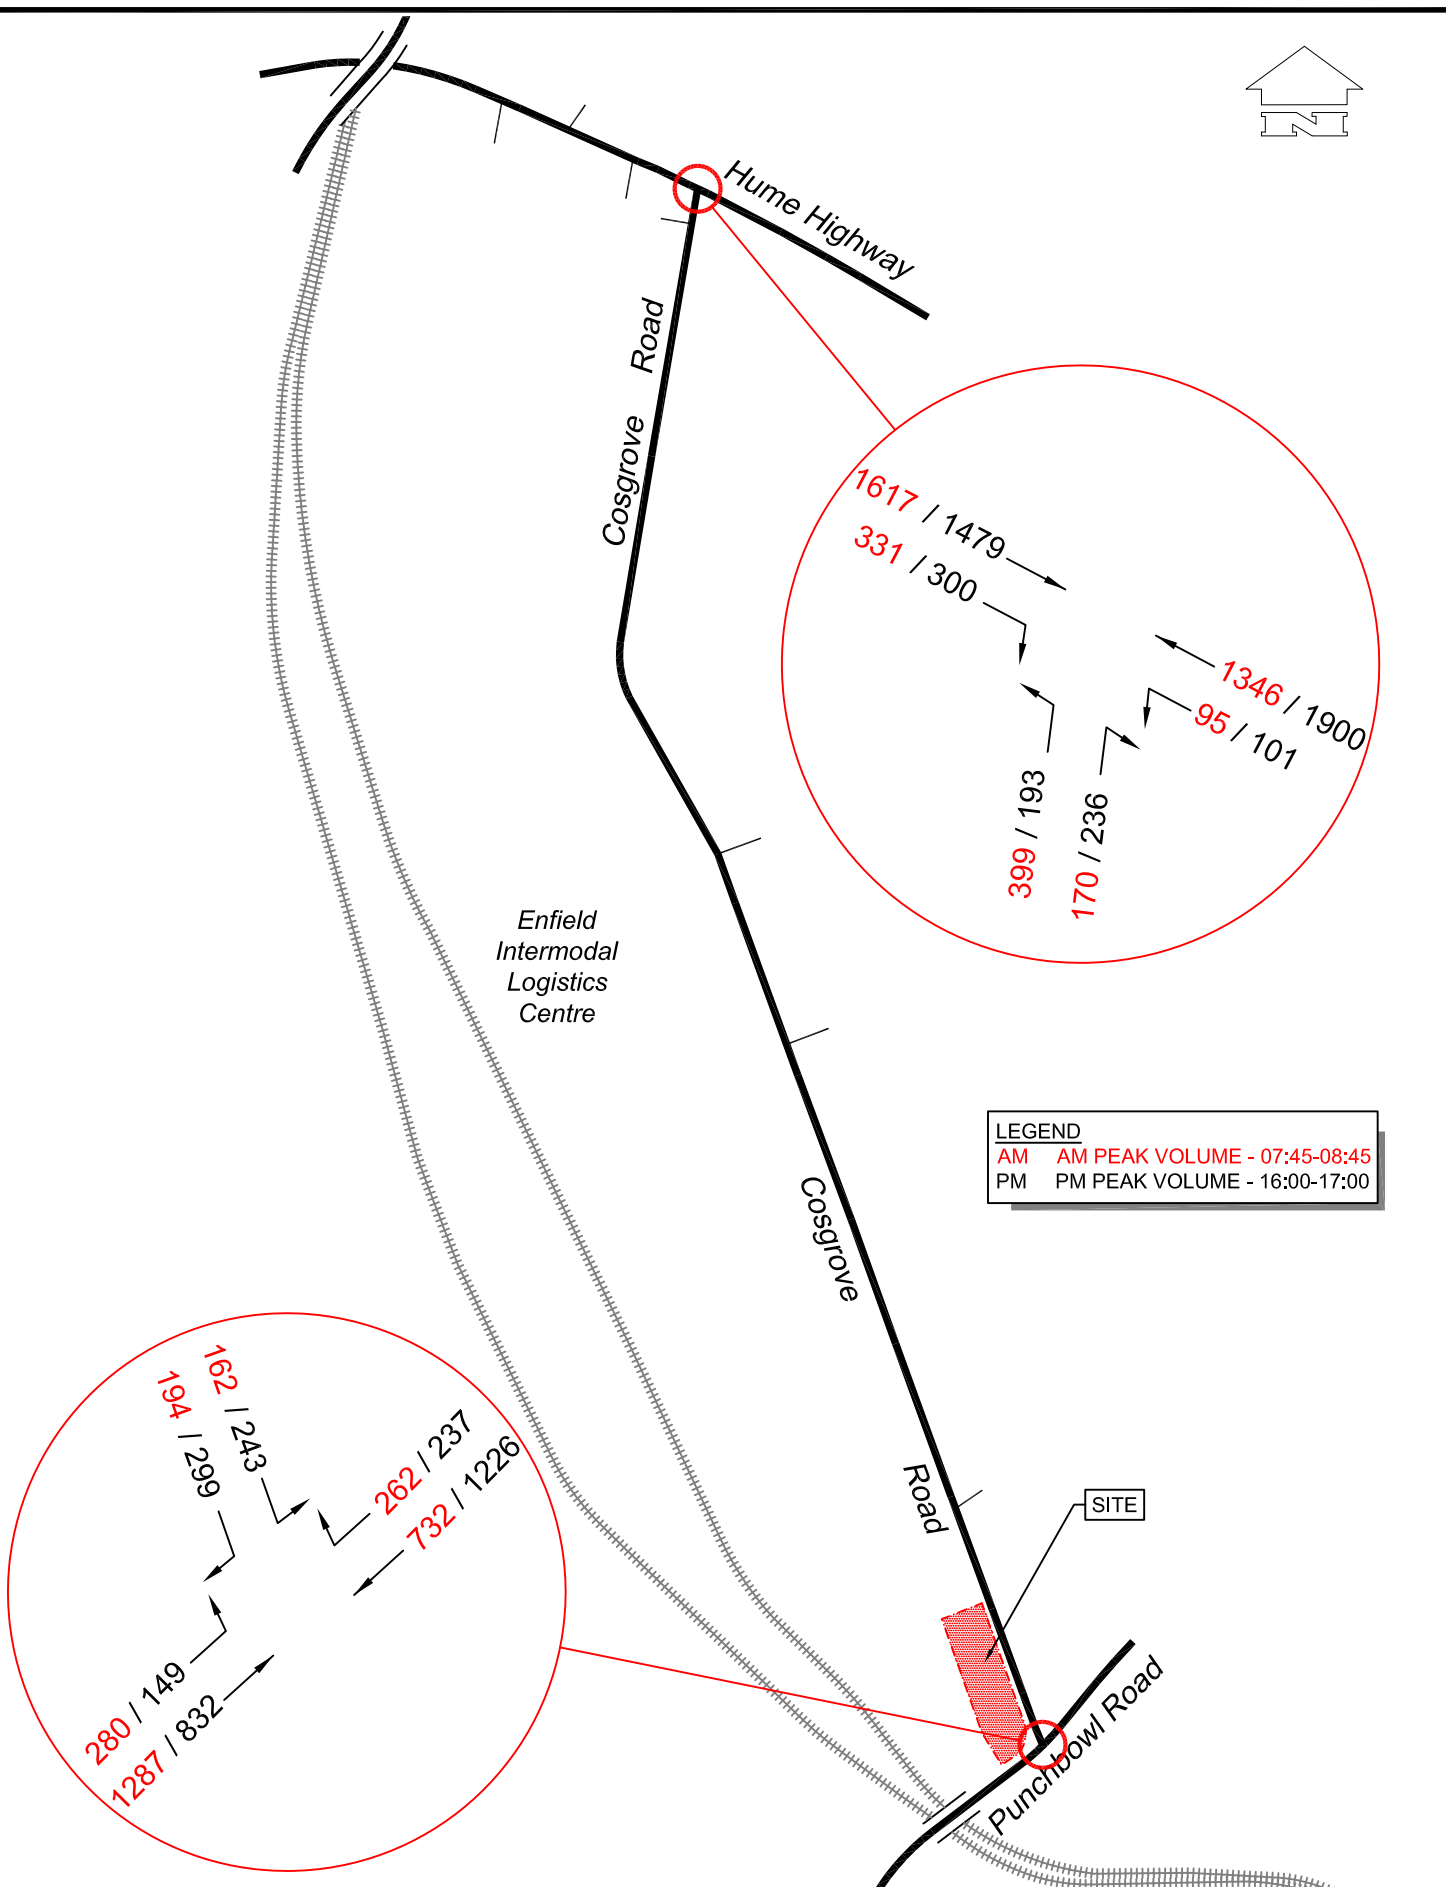 N
Hume Highway
Cosgrove Road
1617 / 1479
331 / 300
1346 / 1900
95 / 101
399 / 193
170 / 236
Enfield
Intermodal
Logistics
Centre
LEGEND
AM AM PEAK VOLUME - 07:45-08:45
PM PM PEAK VOLUME - 16:00-17:00
Cosgrove Road
162 / 243
194 / 299
262 / 237
732 / 1226
280 / 149
1287 / 832
SITE
Punchbowl Road